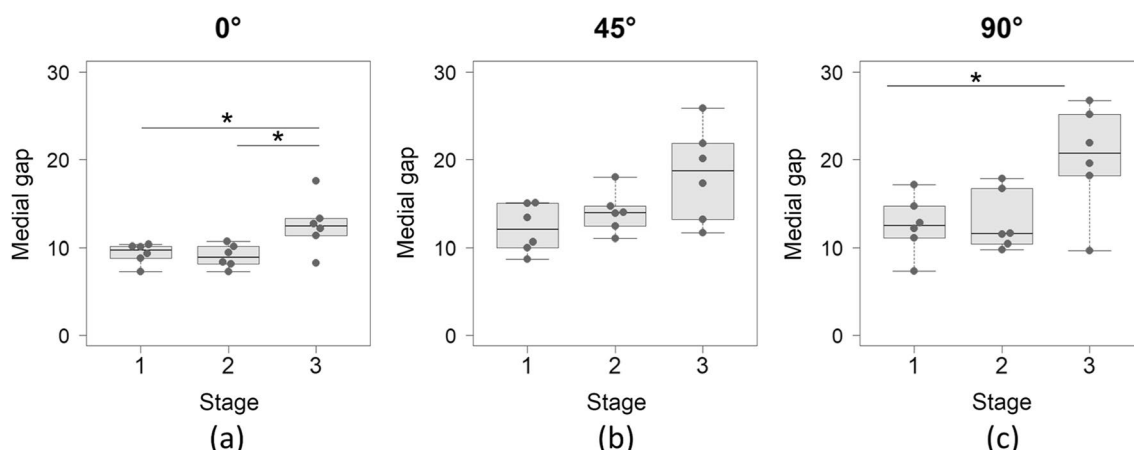 0° 45° 90°
30 30 30
* * *
20 20 20
Medial gap Medial gap Medial gap
10 10 10
0 0 0
1 2 3 1 2 3 1 2 3
Stage Stage Stage
(a) (b) (c)